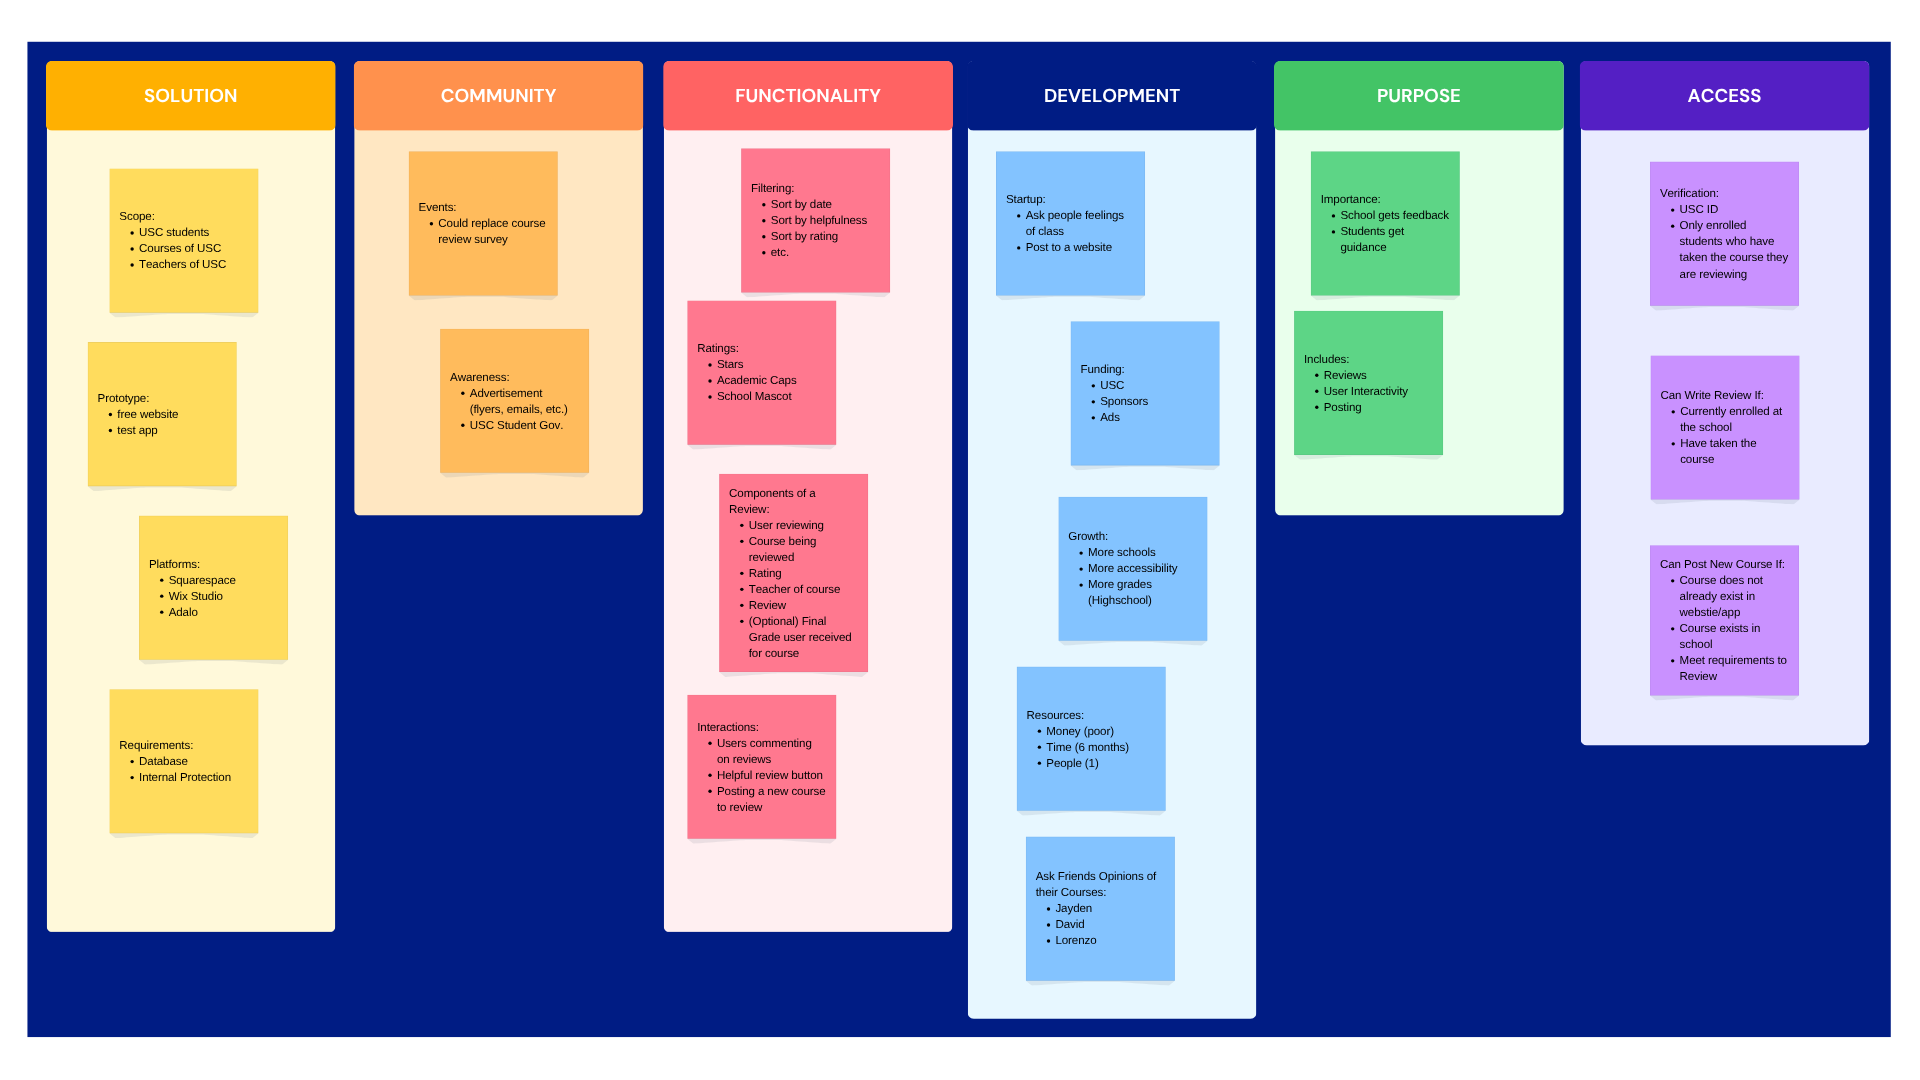 SOLUTION
Scope:
• USC students
• Courses of USC
• Teachers of USC
Prototype:
• free website
• test app
Platforms:
• Squarespace
• Wix Studio
• Adalo
Requirements:
• Database
• Internal Protection
COMMUNITY
Events:
• Could replace course
review survey
Awareness:
• Advertisement
(flyers, emails, etc.)
• USC Student Gov.
FUNCTIONALITY
Filtering:
• Sort by date
• Sort by helpfulness
• Sort by rating
• etc.
Ratings:
• Stars
• Academic Caps
• School Mascot
Components of a
Review:
• User reviewing
• Course being
reviewed
• Rating
• Teacher of course
• Review
• (Optional) Final
Grade user received
for course
Interactions:
• Users commenting
on reviews
• Helpful review button
• Posting a new course
to review
DEVELOPMENT
Startup:
• Ask people feelings
of class
• Post to a website
Funding:
• USC
• Sponsors
• Ads
Growth:
• More schools
• More accessibility
• More grades
(Highschool)
Resources:
• Money (poor)
• Time (6 months)
• People (1)
Ask Friends Opinions of
their Courses:
• Jayden
• David
• Lorenzo
PURPOSE
Importance:
• School gets feedback
• Students get
guidance
Includes:
• Reviews
• User Interactivity
• Posting
ACCESS
Verification:
• USC ID
• Only enrolled
students who have
taken the course they
are reviewing
Can Write Review If:
• Currently enrolled at
the school
• Have taken the
course
Can Post New Course If:
• Course does not
already exist in
webstie/app
• Course exists in
school
• Meet requirements to
Review